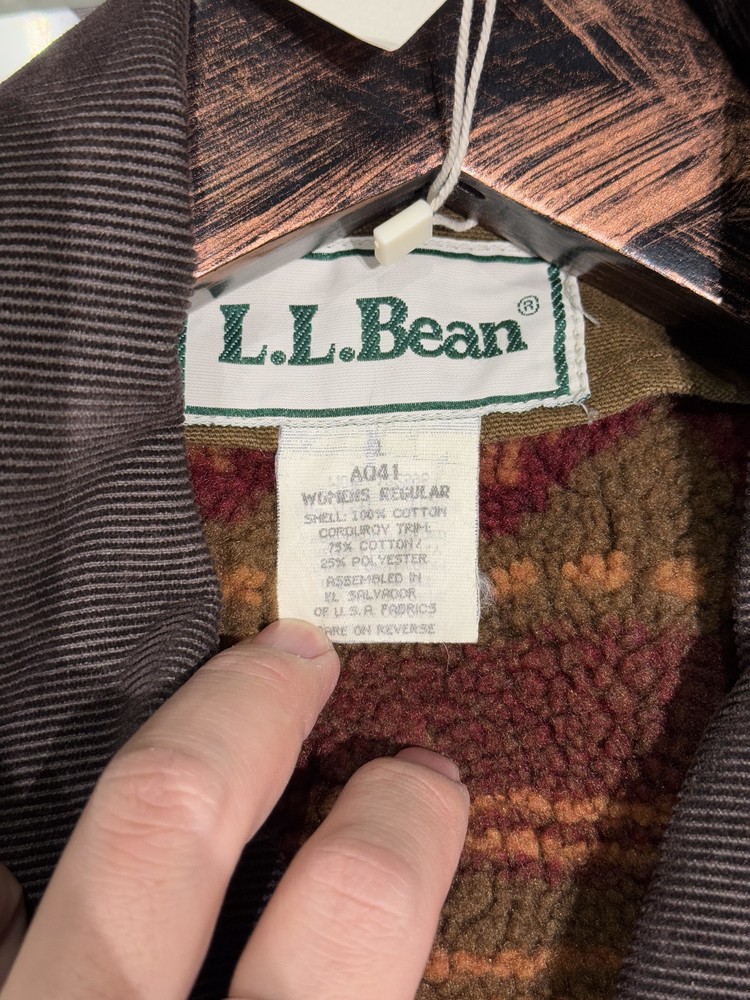 L.L.Bean®
L
A041
WOMENS REGULAR
SHELL: 100% COTTON
CORDUROY TRIM:
75% COTTON/
25% POLYESTER
ASSEMBLED IN
EL SALVADOR
OF U.S.A FABRICS
CARE ON REVERSE